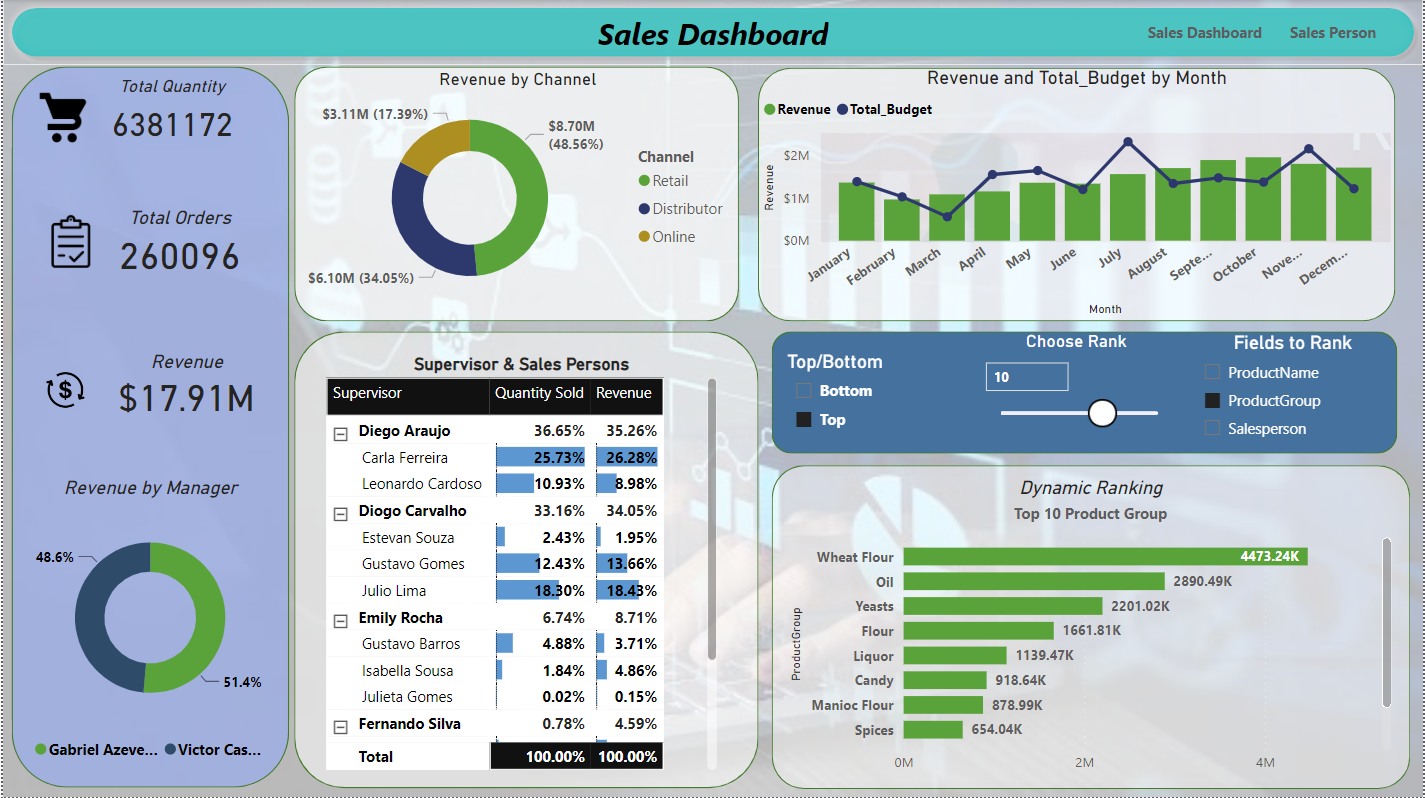 Sales Dashboard
Sales Dashboard
Sales Person
Total Quantity
6381172
Total Orders
260096
Revenue
$17.91M
Revenue by Manager
48.6%
51.4%
Gabriel Azeve...
Victor Cas...
Revenue by Channel
$3.11M (17.39%)
$8.70M
(48.56%)
$6.10M (34.05%)
Channel
Retail
Distributor
Online
Revenue and Total_Budget by Month
Revenue
Total_Budget
Revenue
$2M
$1M
$0M
January
February
March
April
May
June
July
August
Septe...
October
Nove...
Decem...
Month
Supervisor & Sales Persons
Supervisor Quantity Sold Revenue
Diego Araujo 36.65% 35.26%
Carla Ferreira 25.73% 26.28%
Leonardo Cardoso 10.93% 8.98%
Diogo Carvalho 33.16% 34.05%
Estevan Souza 2.43% 1.95%
Gustavo Gomes 12.43% 13.66%
Julio Lima 18.30% 18.43%
Emily Rocha 6.74% 8.71%
Gustavo Barros 4.88% 3.71%
Isabella Sousa 1.84% 4.86%
Julieta Gomes 0.02% 0.15%
Fernando Silva 0.78% 4.59%
Total 100.00% 100.00%
Top/Bottom
Bottom
Top
Choose Rank
10
Fields to Rank
ProductName
ProductGroup
Salesperson
Dynamic Ranking
Top 10 Product Group
ProductGroup
Wheat Flour 4473.24K
Oil 2890.49K
Yeasts 2201.02K
Flour 1661.81K
Liquor 1139.47K
Candy 918.64K
Manioc Flour 878.99K
Spices 654.04K
0M 2M 4M